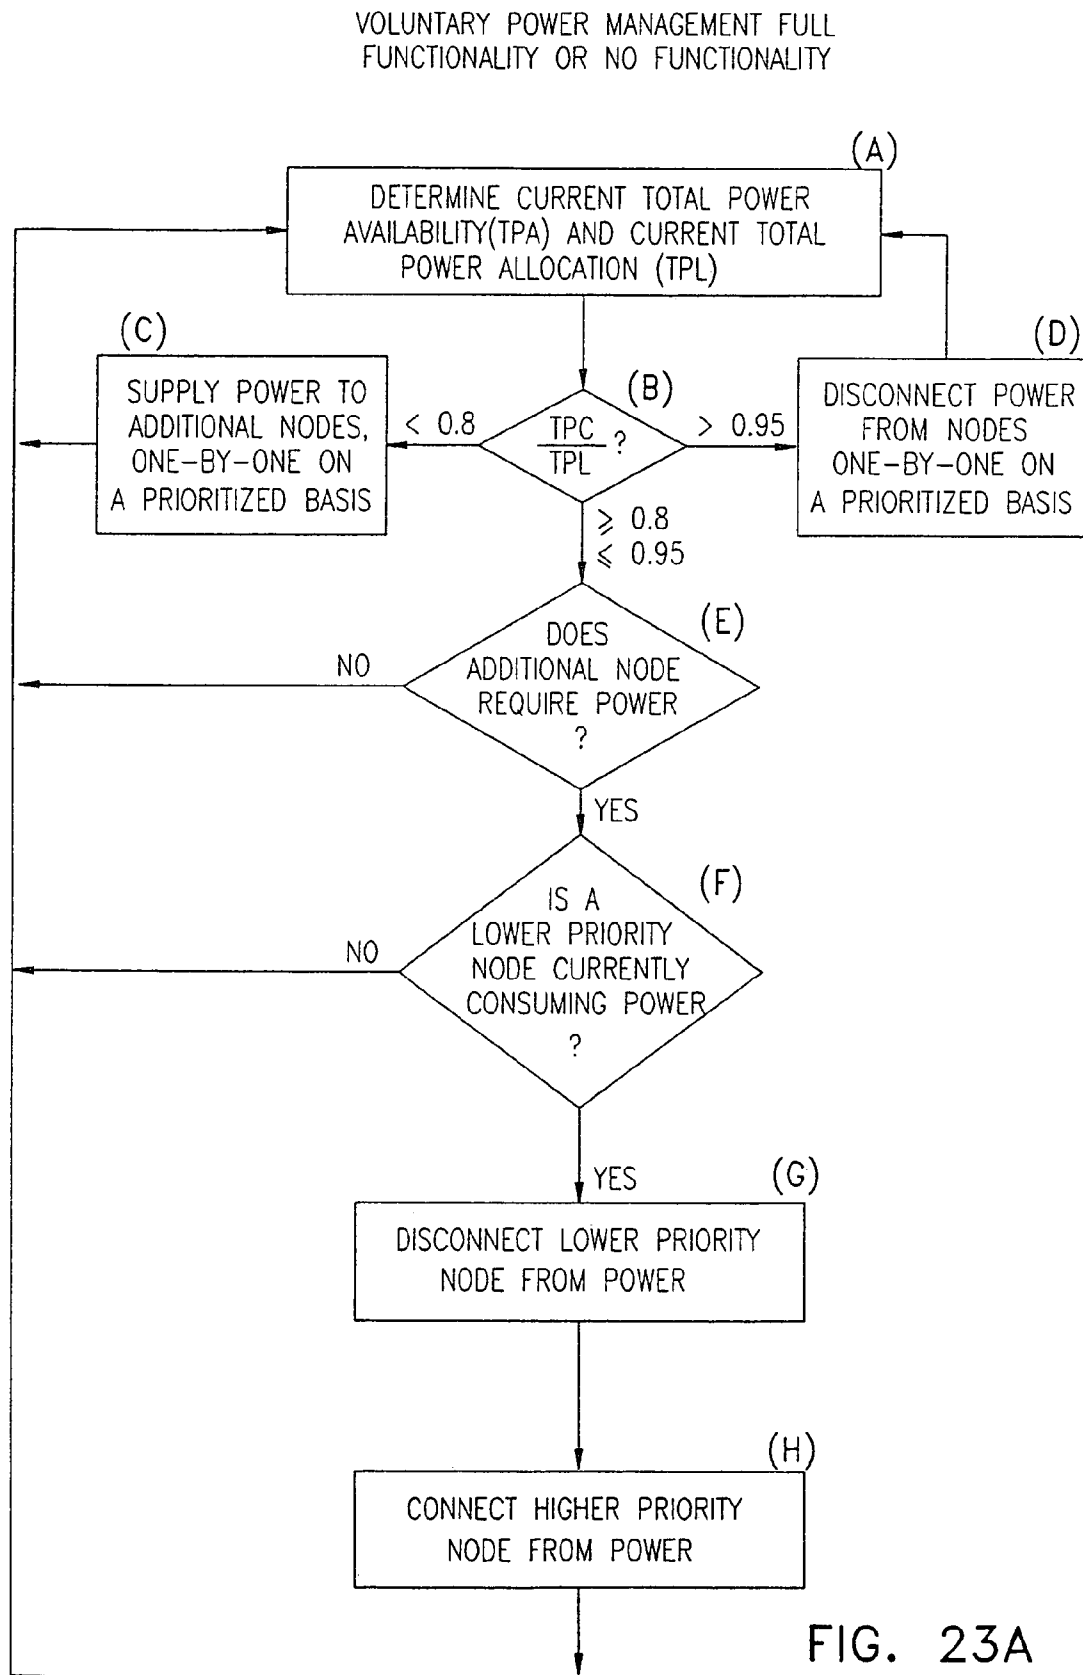 VOLUNTARY POWER MANAGEMENT FULL
FUNCTIONALITY OR NO FUNCTIONALITY
(A)
DETERMINE CURRENT TOTAL POWER
AVAILABILITY(TPA) AND CURRENT TOTAL
POWER ALLOCATION (TPL)
(C)
SUPPLY POWER TO
ADDITIONAL NODES,
ONE-BY-ONE ON
A PRIORITIZED BASIS
< 0.8
(B)
TPC
TPL
?
> 0.95
(D)
DISCONNECT POWER
FROM NODES
ONE-BY-ONE ON
A PRIORITIZED BASIS
⩾ 0.8
⩽ 0.95
(E)
DOES
ADDITIONAL NODE
REQUIRE POWER
?
NO
YES
(F)
IS A
LOWER PRIORITY
NODE CURRENTLY
CONSUMING POWER
?
NO
YES
(G)
DISCONNECT LOWER PRIORITY
NODE FROM POWER
(H)
CONNECT HIGHER PRIORITY
NODE FROM POWER
FIG. 23A